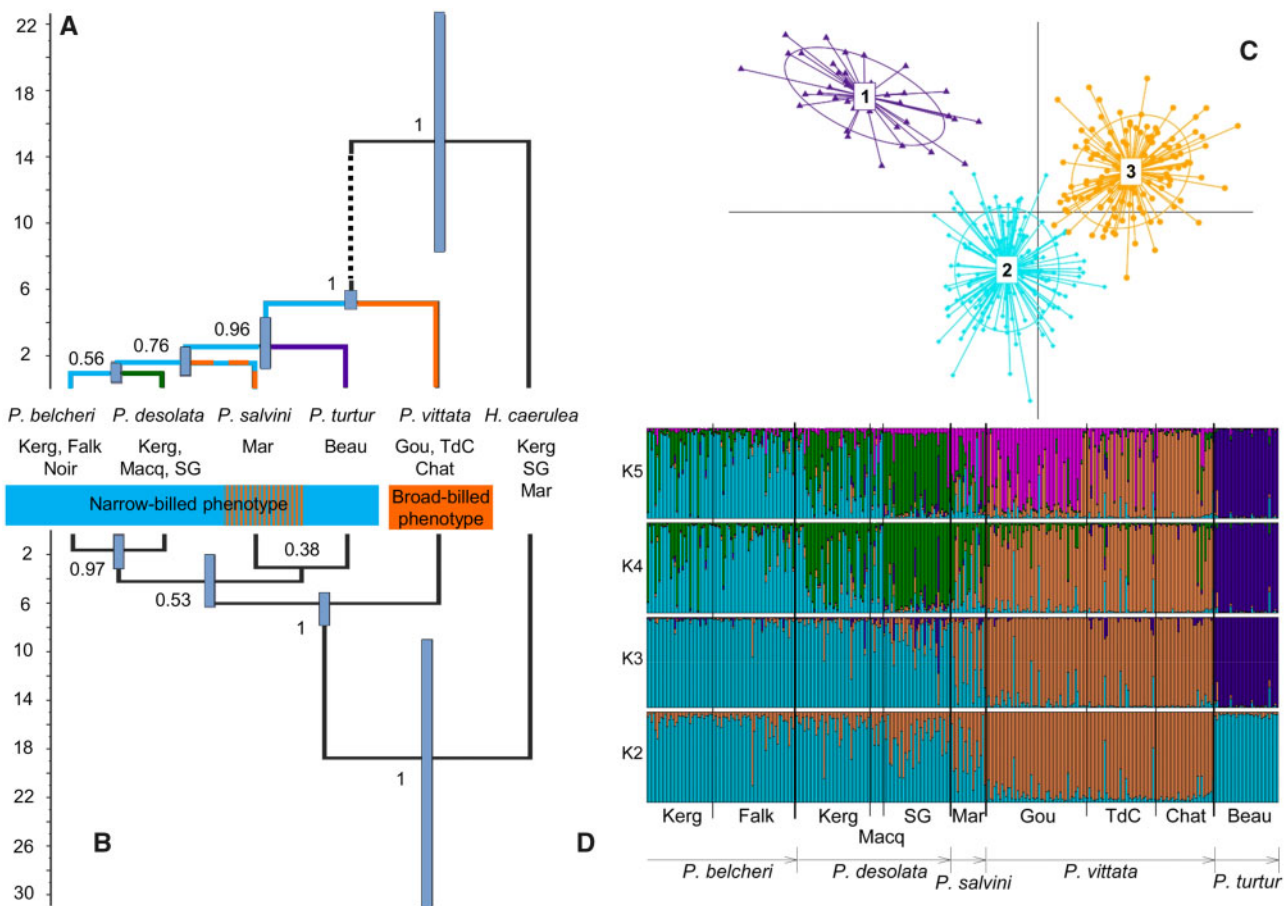 A
22
18
14
10
6
2
1
1
0.96
0.76
0.56
P. belcheri
P. desolata
P. salvini
P. turtur
P. vittata
H. caerulea
Kerg, Falk
Noir
Kerg,
Macq, SG
Mar
Beau
Gou, TdC
Chat
Kerg
SG
Mar
Narrow-billed phenotype
Broad-billed
phenotype
B
2
6
10
14
18
22
26
30
0.97
0.38
0.53
1
1
C
1
2
3
D
K5
K4
K3
K2
Kerg
Falk
Kerg
Macq
SG
Mar
Gou
TdC
Chat
Beau
P. belcheri
P. desolata
P. salvini
P. vittata
P. turtur